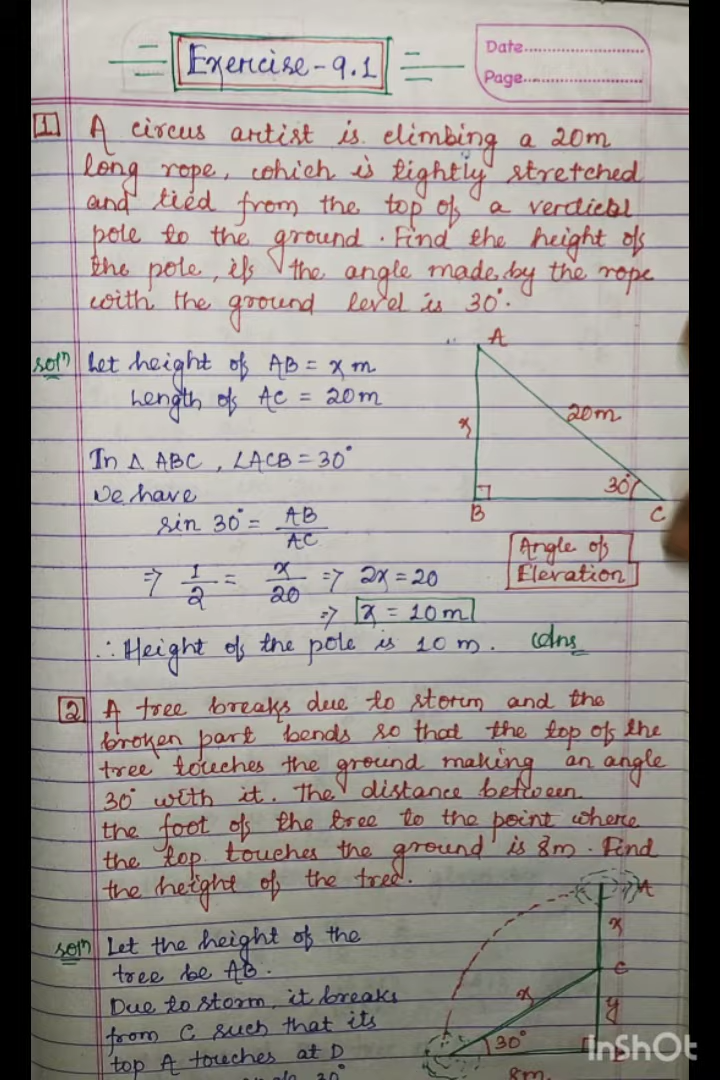 Exercise-9.1
Date
Page
1 A circus artist is climbing a 20m
long rope, which is tightly stretched
and tied from the top of a verdical
pole to the ground. Find the height of
the pole, if the angle made by the rope
with the ground level is 30°.
Solⁿ Let height of AB = x m
Length of AC = 20m
In △ ABC, ∠ACB = 30°
We have
sin 30° = AB/AC
⇒ 1/2 = x/20 ⇒ 2x = 20
⇒ x = 10 m
∴ Height of the pole is 10 m. Ans
A
x
20m
30°
B
C
Angle of
Elevation
2 A tree breaks due to storm and the
broken part bends so that the top of the
tree touches the ground making an angle
30° with it. The distance between
the foot of the tree to the point where
the top touches the ground is 8m. Find
the height of the tree.
Solⁿ Let the height of the
tree be AB.
Due to storm, it breaks
from C such that its
top A touches at D
30°
A
x
C
x
y
30°
8m
InShOt